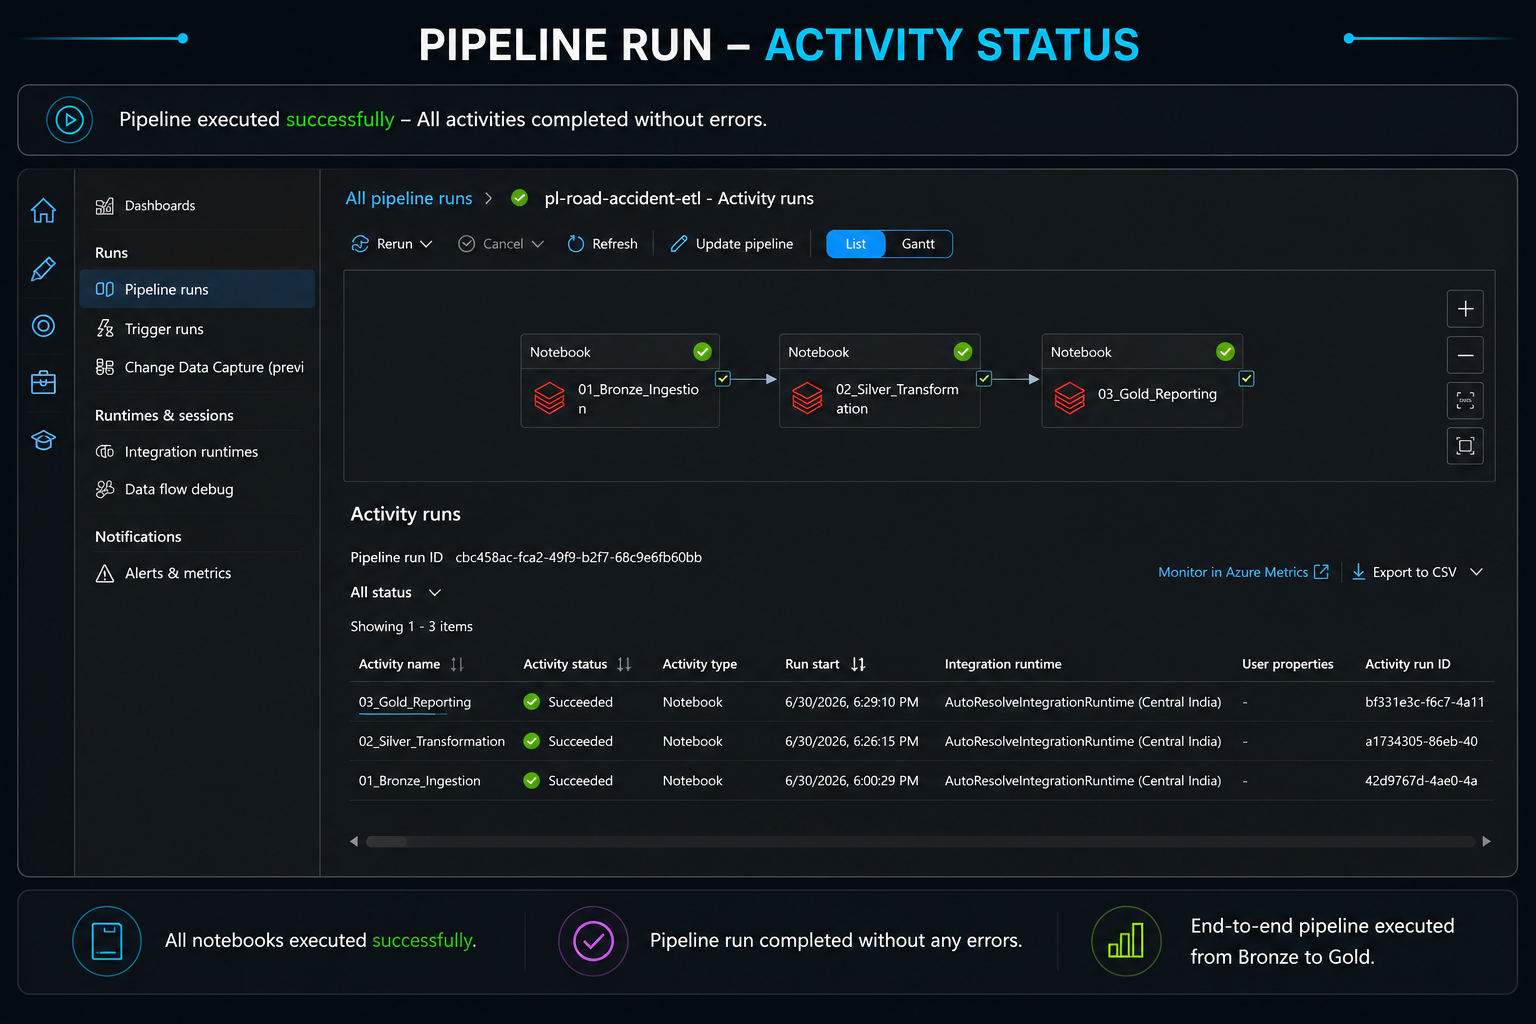 PIPELINE RUN – ACTIVITY STATUS
Pipeline executed successfully – All activities completed without errors.
Dashboards
Runs
Pipeline runs
Trigger runs
Change Data Capture (previ
Runtimes & sessions
Integration runtimes
Data flow debug
Notifications
Alerts & metrics
All pipeline runs > pl-road-accident-etl - Activity runs
Rerun Cancel Refresh Update pipeline List Gantt
Notebook
01_Bronze_Ingestio
n
Notebook
02_Silver_Transform
ation
Notebook
03_Gold_Reporting
Activity runs
Pipeline run ID cbc458ac-fca2-49f9-b2f7-68c9e6fb60bb
Monitor in Azure Metrics Export to CSV
All status
Showing 1 - 3 items
Activity name Activity status Activity type Run start Integration runtime User properties Activity run ID
03_Gold_Reporting Succeeded Notebook 6/30/2026, 6:29:10 PM AutoResolveIntegrationRuntime (Central India) - bf331e3c-f6c7-4a11
02_Silver_Transformation Succeeded Notebook 6/30/2026, 6:26:15 PM AutoResolveIntegrationRuntime (Central India) - a1734305-86eb-40
01_Bronze_Ingestion Succeeded Notebook 6/30/2026, 6:00:29 PM AutoResolveIntegrationRuntime (Central India) - 42d9767d-4ae0-4a
All notebooks executed successfully.
Pipeline run completed without any errors.
End-to-end pipeline executed
from Bronze to Gold.